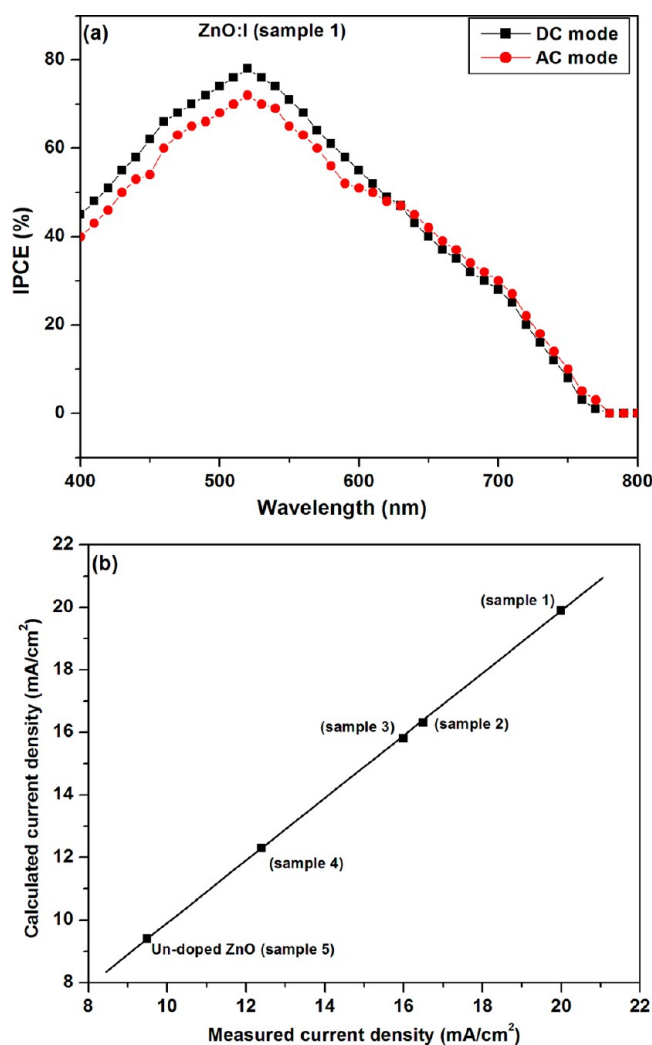 (a)
ZnO:I (sample 1)
DC mode
AC mode
80
60
40
20
0
IPCE (%)
400
500
600
700
800
Wavelength (nm)
(b)
22
20
18
16
14
12
10
8
Calculated current density (mA/cm²)
(sample 1)
(sample 3)
(sample 2)
(sample 4)
Un-doped ZnO (sample 5)
8
10
12
14
16
18
20
22
Measured current density (mA/cm²)